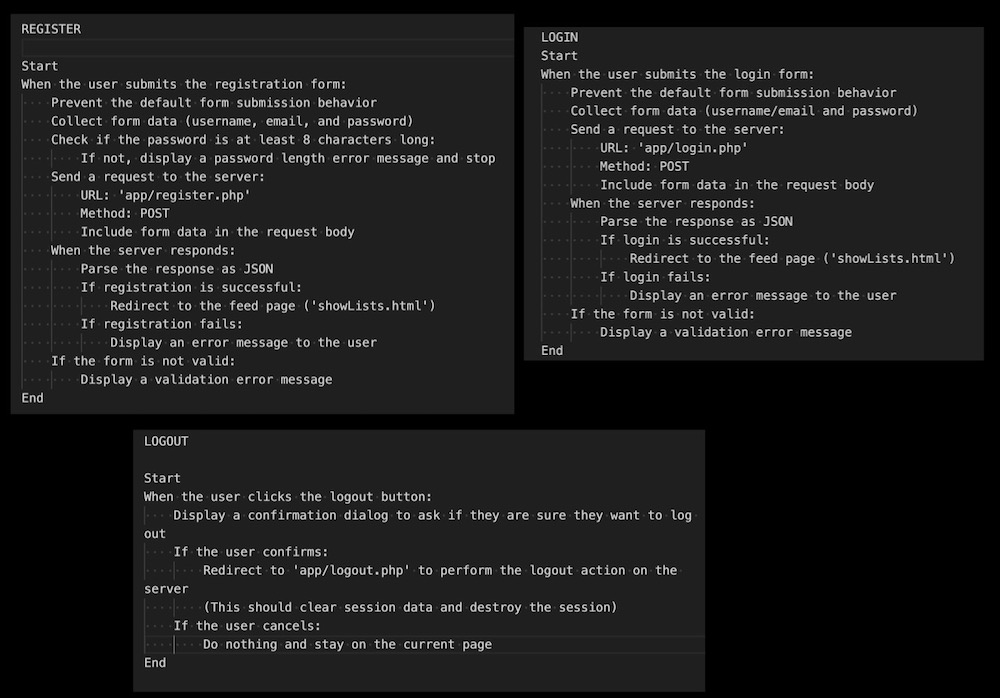 REGISTER
Start
When the user submits the registration form:
Prevent the default form submission behavior
Collect form data (username, email, and password)
Check if the password is at least 8 characters long:
If not, display a password length error message and stop
Send a request to the server:
URL: 'app/register.php'
Method: POST
Include form data in the request body
When the server responds:
Parse the response as JSON
If registration is successful:
Redirect to the feed page ('showLists.html')
If registration fails:
Display an error message to the user
If the form is not valid:
Display a validation error message
End
LOGIN
Start
When the user submits the login form:
Prevent the default form submission behavior
Collect form data (username/email and password)
Send a request to the server:
URL: 'app/login.php'
Method: POST
Include form data in the request body
When the server responds:
Parse the response as JSON
If login is successful:
Redirect to the feed page ('showLists.html')
If login fails:
Display an error message to the user
If the form is not valid:
Display a validation error message
End
LOGOUT
Start
When the user clicks the logout button:
Display a confirmation dialog to ask if they are sure they want to log
out
If the user confirms:
Redirect to 'app/logout.php' to perform the logout action on the
server
(This should clear session data and destroy the session)
If the user cancels:
Do nothing and stay on the current page
End